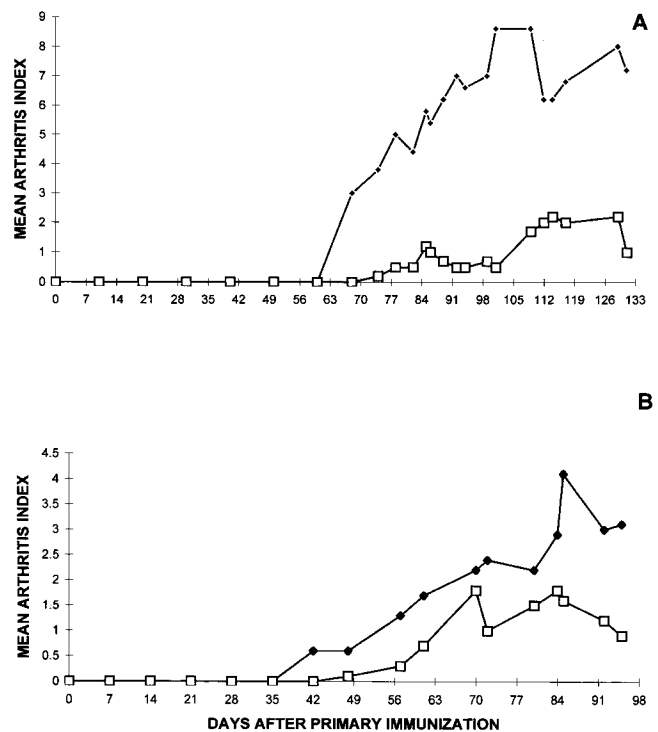 A
MEAN ARTHRITIS INDEX
9
8
7
6
5
4
3
2
1
0
0 7 14 21 28 35 42 49 56 63 70 77 84 91 98 105 112 119 126 133
B
MEAN ARTHRITIS INDEX
4.5
4
3.5
3
2.5
2
1.5
1
0.5
0
0 7 14 21 28 35 42 49 56 63 70 77 84 91 98
DAYS AFTER PRIMARY IMMUNIZATION